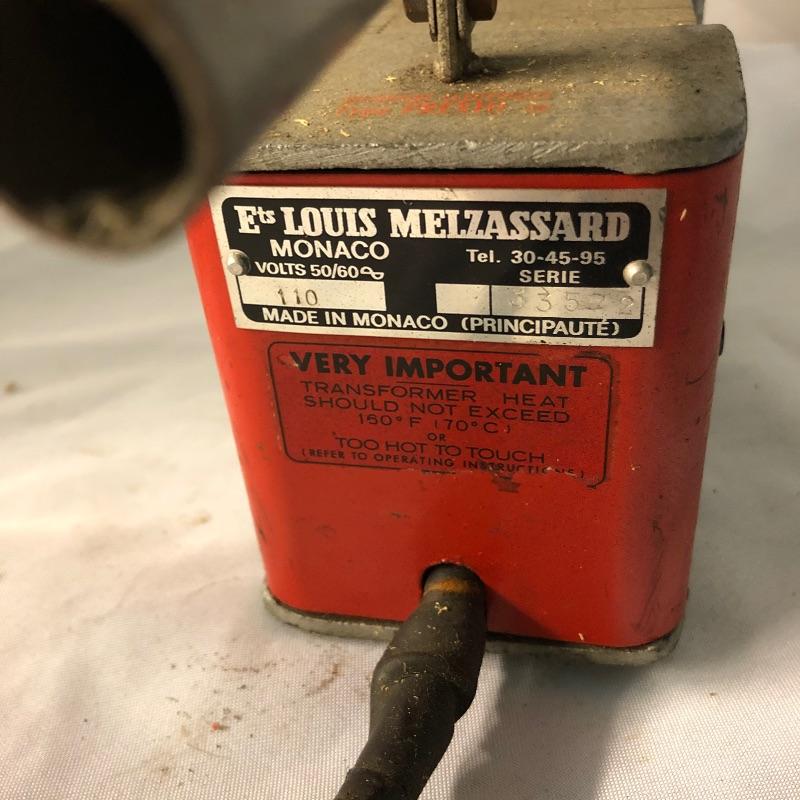 Ets LOUIS MELZASSARD
MONACO Tel. 30-45-95
VOLTS 50/60 SERIE
110
MADE IN MONACO (PRINCIPAUTÉ)
VERY IMPORTANT
TRANSFORMER HEAT
SHOULD NOT EXCEED
160°F (70°C)
OR
TOO HOT TO TOUCH
(REFER TO OPERATING INSTRUCTIONS)